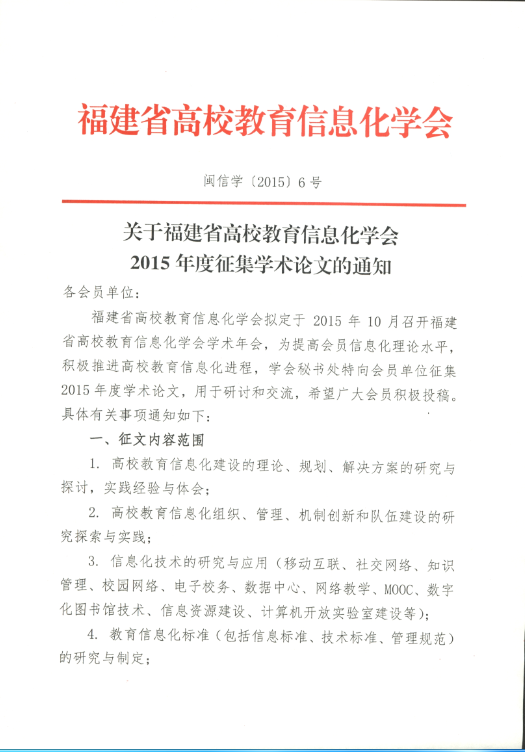 福建省高校教育信息化学会
闽信学〔2015〕6号
关于福建省高校教育信息化学会
2015 年度征集学术论文的通知
各会员单位：
福建省高校教育信息化学会拟定于 2015 年 10 月召开福建
省高校教育信息化学会学术年会，为提高会员信息化理论水平，
积极推进高校教育信息化进程，学会秘书处特向会员单位征集
2015 年度学术论文，用于研讨和交流，希望广大会员积极投稿。
具体有关事项通知如下：
一、征文内容范围
1. 高校教育信息化建设的理论、规划、解决方案的研究与
探讨，实践经验与体会；
2. 高校教育信息化组织、管理、机制创新和队伍建设的研
究探索与实践；
3. 信息化技术的研究与应用（移动互联、社交网络、知识
管理、校园网络、电子校务、数据中心、网络教学、MOOC、数字
化图书馆技术、信息资源建设、计算机开放实验室建设等）；
4. 教育信息化标准（包括信息标准、技术标准、管理规范）
的研究与制定；